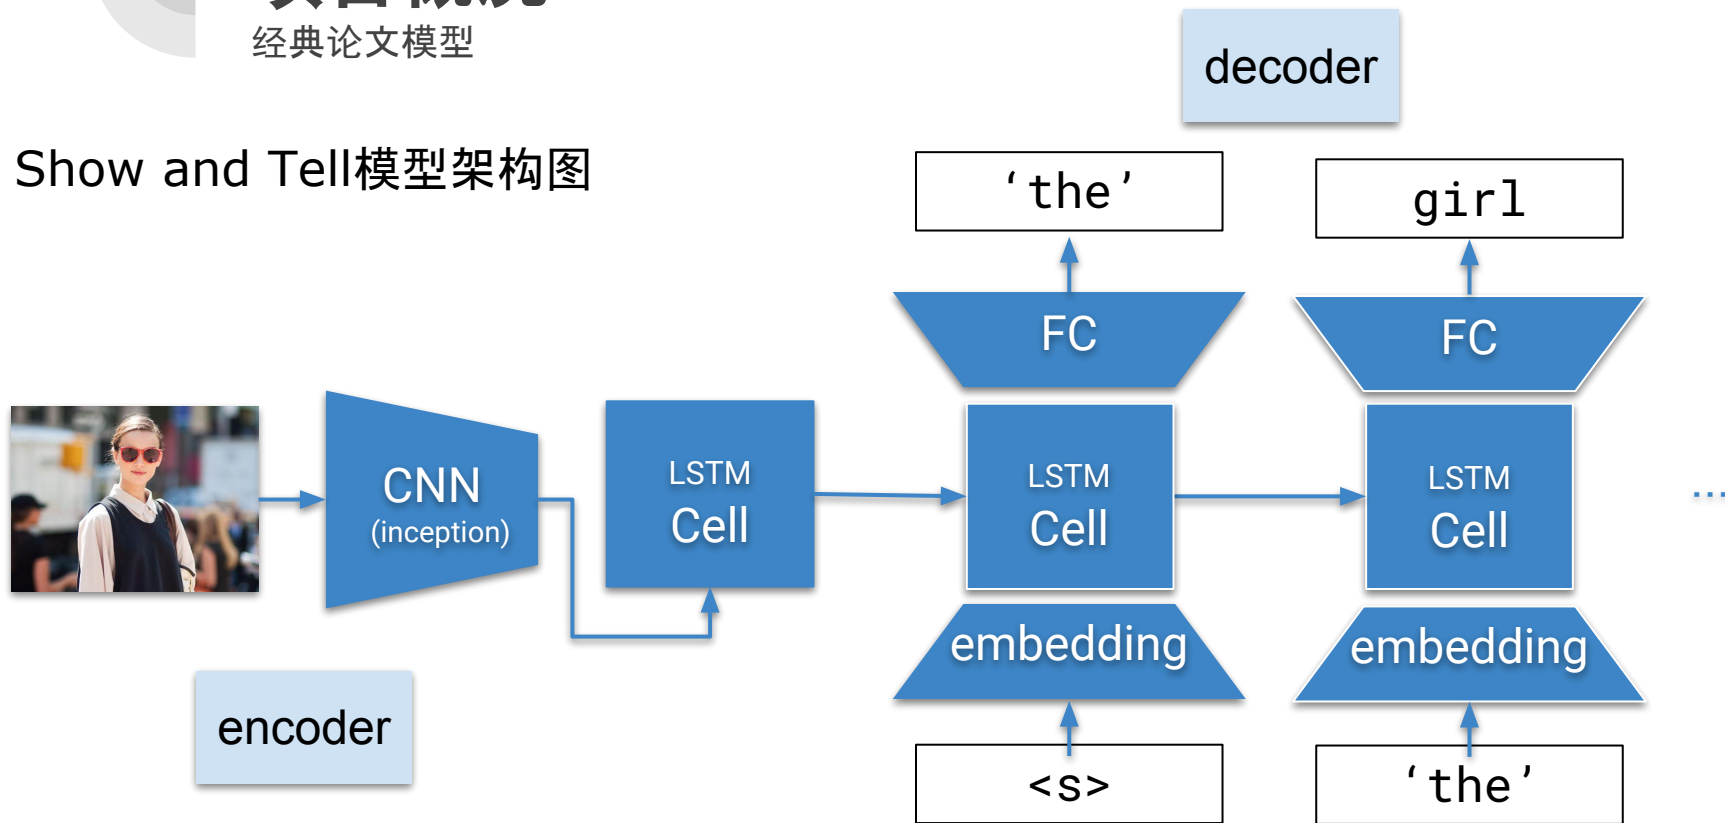 经典论文模型
decoder
Show and Tell模型架构图
‘the’
girl
FC
FC
CNN
(inception)
LSTM
Cell
LSTM
Cell
LSTM
Cell
...
embedding
embedding
encoder
<s>
‘the’